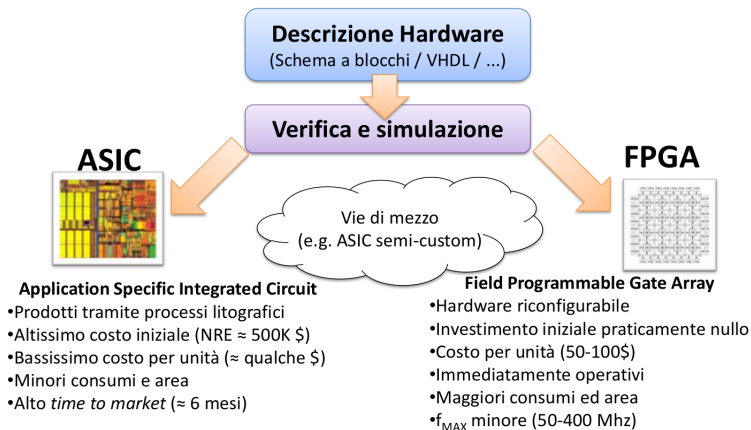 Descrizione Hardware
(Schema a blocchi / VHDL / ...)
Verifica e simulazione
ASIC
FPGA
Vie di mezzo
(e.g. ASIC semi-custom)
Application Specific Integrated Circuit
•Prodotti tramite processi litografici
•Altissimo costo iniziale (NRE ≈ 500K $)
•Bassissimo costo per unità (≈ qualche $)
•Minori consumi e area
•Alto time to market (≈ 6 mesi)
Field Programmable Gate Array
•Hardware riconfigurabile
•Investimento iniziale praticamente nullo
•Costo per unità (50-100$)
•Immediatamente operativi
•Maggiori consumi ed area
•fMAX minore (50-400 Mhz)